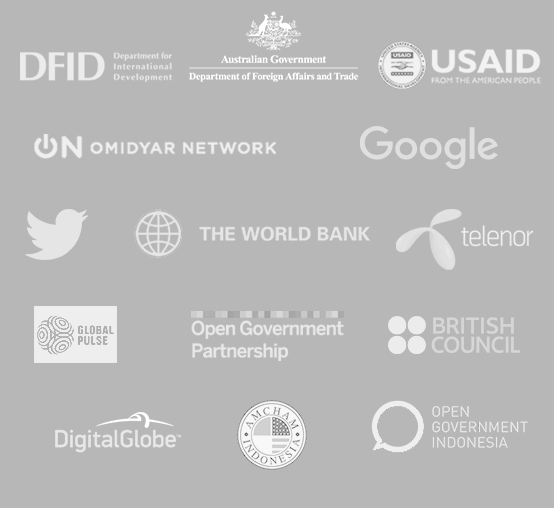 DFID
Department for
International
Development
Australian Government
Department of Foreign Affairs and Trade
USAID
FROM THE AMERICAN PEOPLE
ON OMIDYAR NETWORK
Google
THE WORLD BANK
telenor
GLOBAL
PULSE
Open Government
Partnership
BRITISH
COUNCIL
DigitalGlobe
AMCHAM
INDONESIA
OPEN
GOVERNMENT
INDONESIA